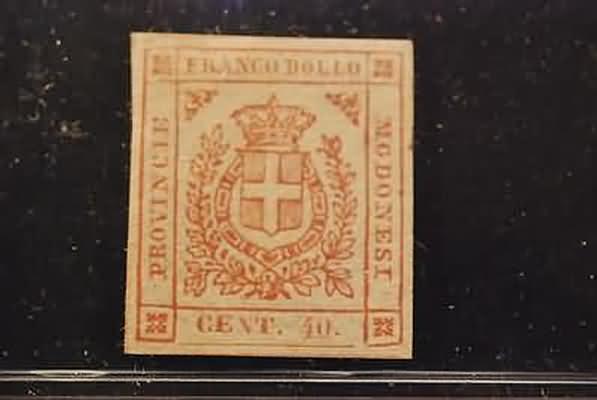 FRANCO BOLLO
PROVINCIE
MODONESI
CENT. 40.